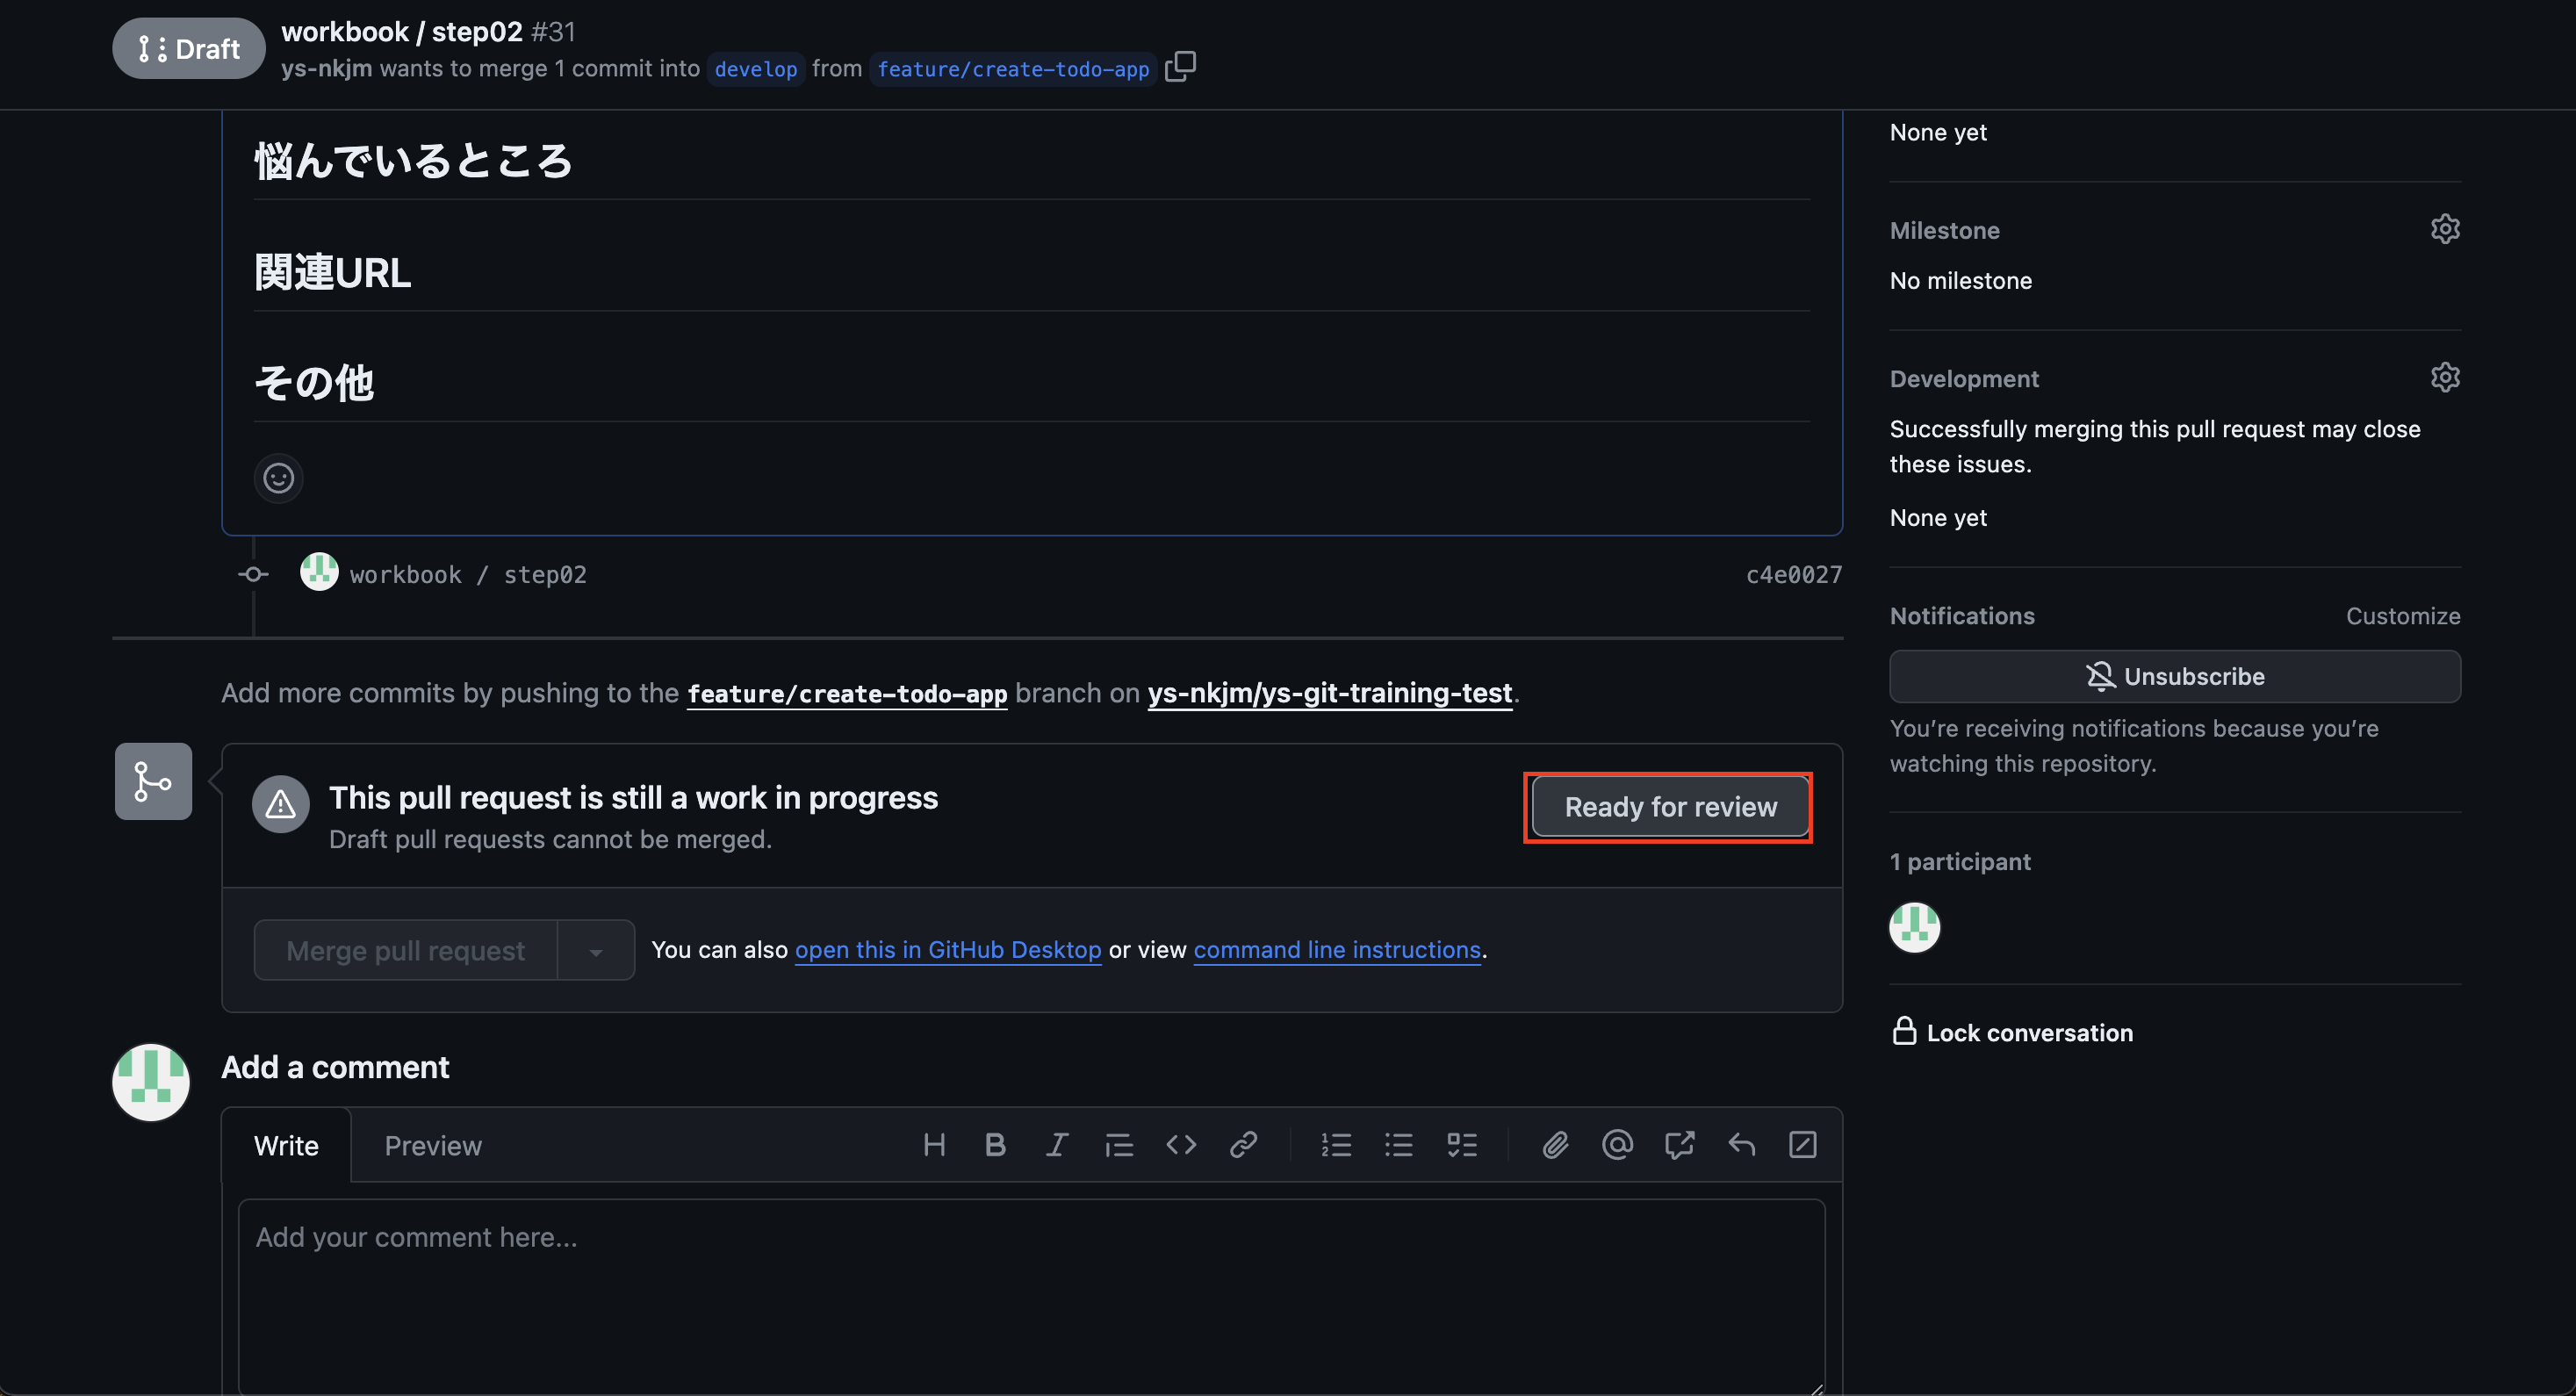 Draft
workbook / step02 #31
ys-nkjm wants to merge 1 commit into develop from feature/create-todo-app
悩んでいるところ
関連URL
その他
workbook / step02
c4e0027
Add more commits by pushing to the feature/create-todo-app branch on ys-nkjm/ys-git-training-test.
This pull request is still a work in progress
Draft pull requests cannot be merged.
Ready for review
Merge pull request
You can also open this in GitHub Desktop or view command line instructions.
Add a comment
Write
Preview
Add your comment here...
None yet
Milestone
No milestone
Development
Successfully merging this pull request may close
these issues.
None yet
Notifications
Customize
Unsubscribe
You’re receiving notifications because you’re
watching this repository.
1 participant
Lock conversation